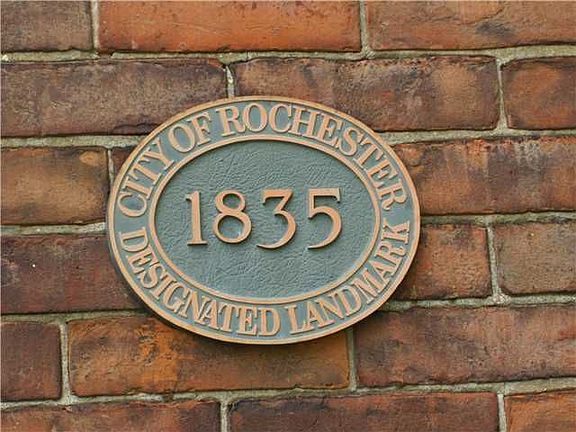 CITY OF ROCHESTER
1835
DESIGNATED LANDMARK